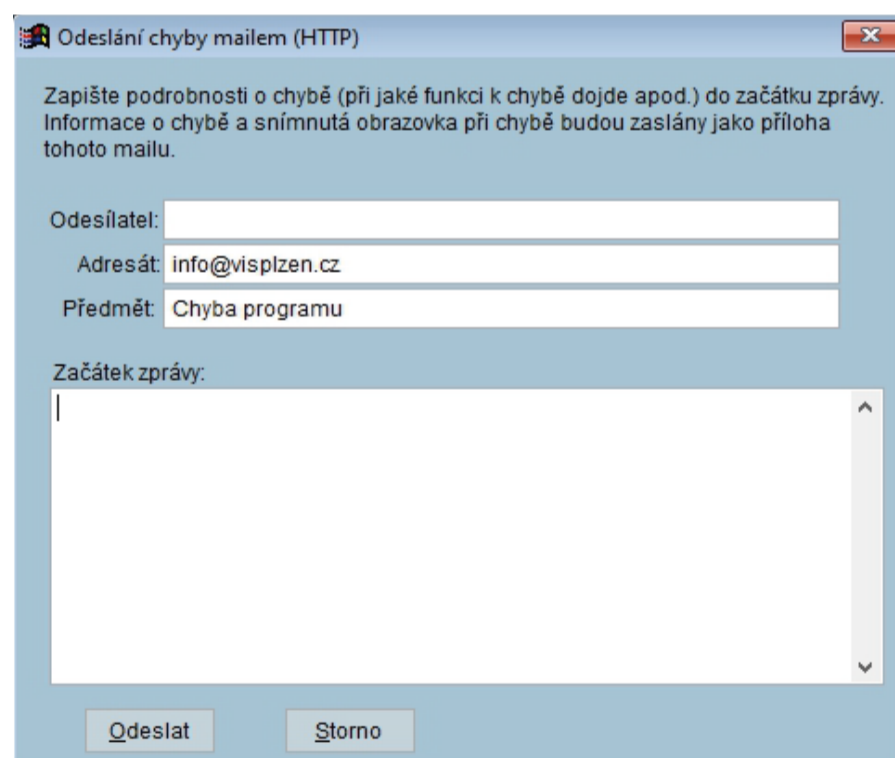 Odeslání chyby mailem (HTTP)
Zapište podrobnosti o chybě (při jaké funkci k chybě dojde apod.) do začátku zprávy.
Informace o chybě a snímnutá obrazovka při chybě budou zaslány jako příloha
tohoto mailu.
Odesílatel:
Adresát: info@visplzen.cz
Předmět: Chyba programu
Začátek zprávy:
Odeslat Storno